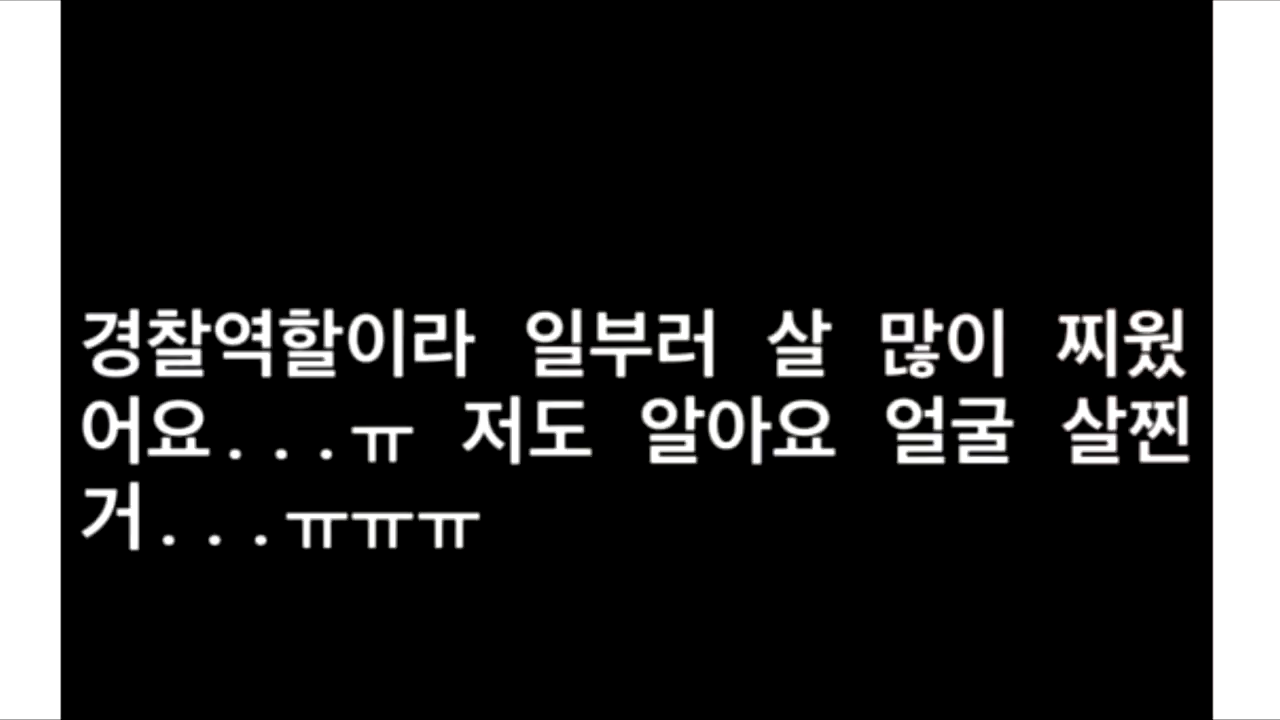 경찰역할이라 일부러 살 많이 찌웠
어요...ㅠ 저도 알아요 얼굴 살찐
거...ㅠㅠㅠ